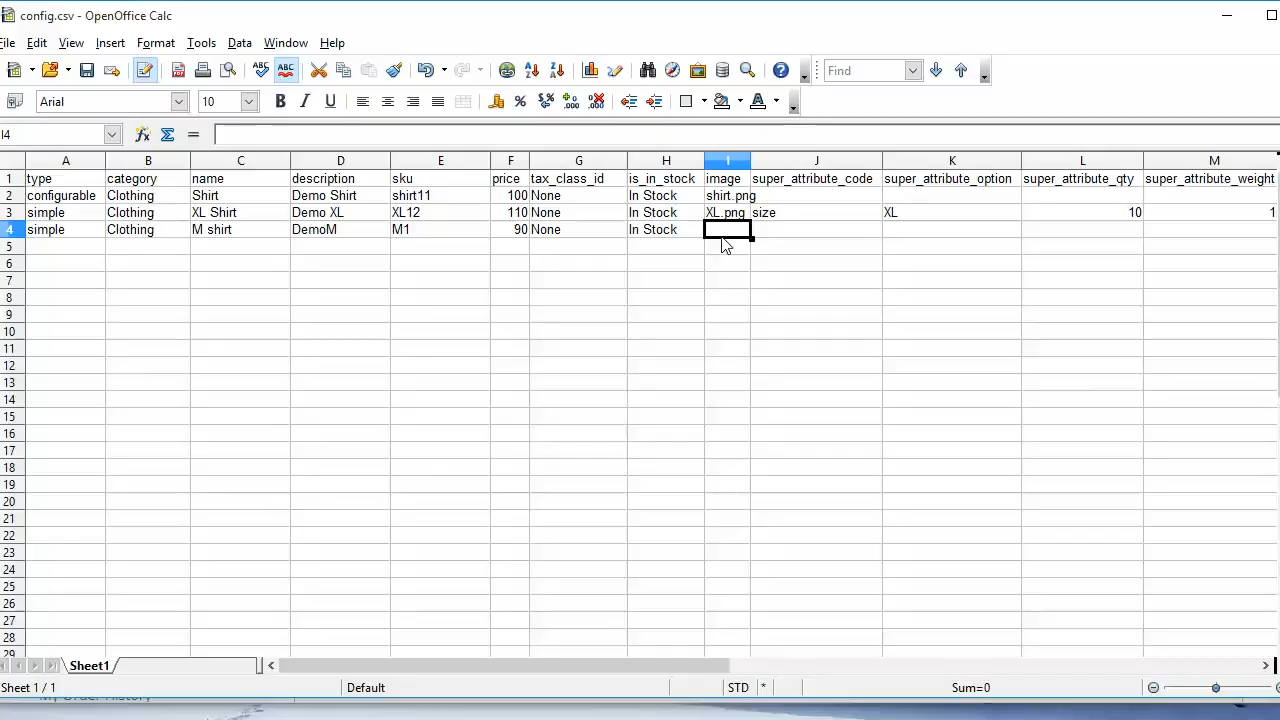 config.csv - OpenOffice Calc
File Edit View Insert Format Tools Data Window Help
Find
Arial 10
I4
A B C D E F G H I J K L M
1 type category name description sku price tax_class_id is_in_stock image super_attribute_code super_attribute_option super_attribute_qty super_attribute_weight
2 configurable Clothing Shirt Demo Shirt shirt11 100 None In Stock shirt.png
3 simple Clothing XL Shirt Demo XL XL12 110 None In Stock XL.png size XL 10 1
4 simple Clothing M shirt DemoM M1 90 None In Stock
5
6
7
8
9
10
11
12
13
14
15
16
17
18
19
20
21
22
23
24
25
26
27
28
29
Sheet1
Sheet 1 / 1 Default STD * Sum=0